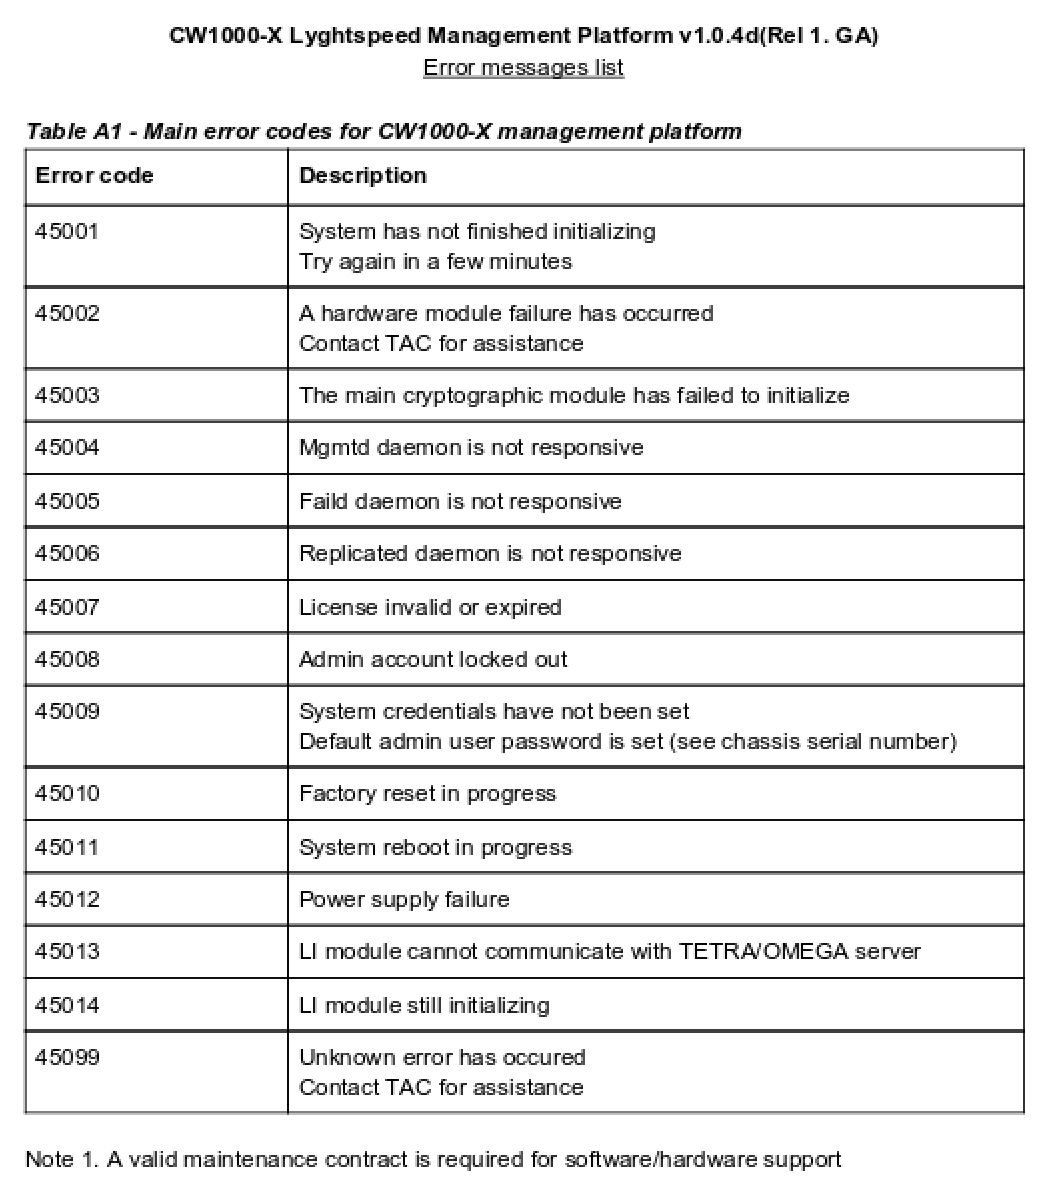 CW1000-X Lyghtspeed Management Platform v1.0.4d(Rel 1. GA)
Error messages list
Table A1 - Main error codes for CW1000-X management platform
Error code Description
45001 System has not finished initializing
Try again in a few minutes
45002 A hardware module failure has occurred
Contact TAC for assistance
45003 The main cryptographic module has failed to initialize
45004 Mgmtd daemon is not responsive
45005 Faild daemon is not responsive
45006 Replicated daemon is not responsive
45007 License invalid or expired
45008 Admin account locked out
45009 System credentials have not been set
Default admin user password is set (see chassis serial number)
45010 Factory reset in progress
45011 System reboot in progress
45012 Power supply failure
45013 LI module cannot communicate with TETRA/OMEGA server
45014 LI module still initializing
45099 Unknown error has occured
Contact TAC for assistance
Note 1. A valid maintenance contract is required for software/hardware support